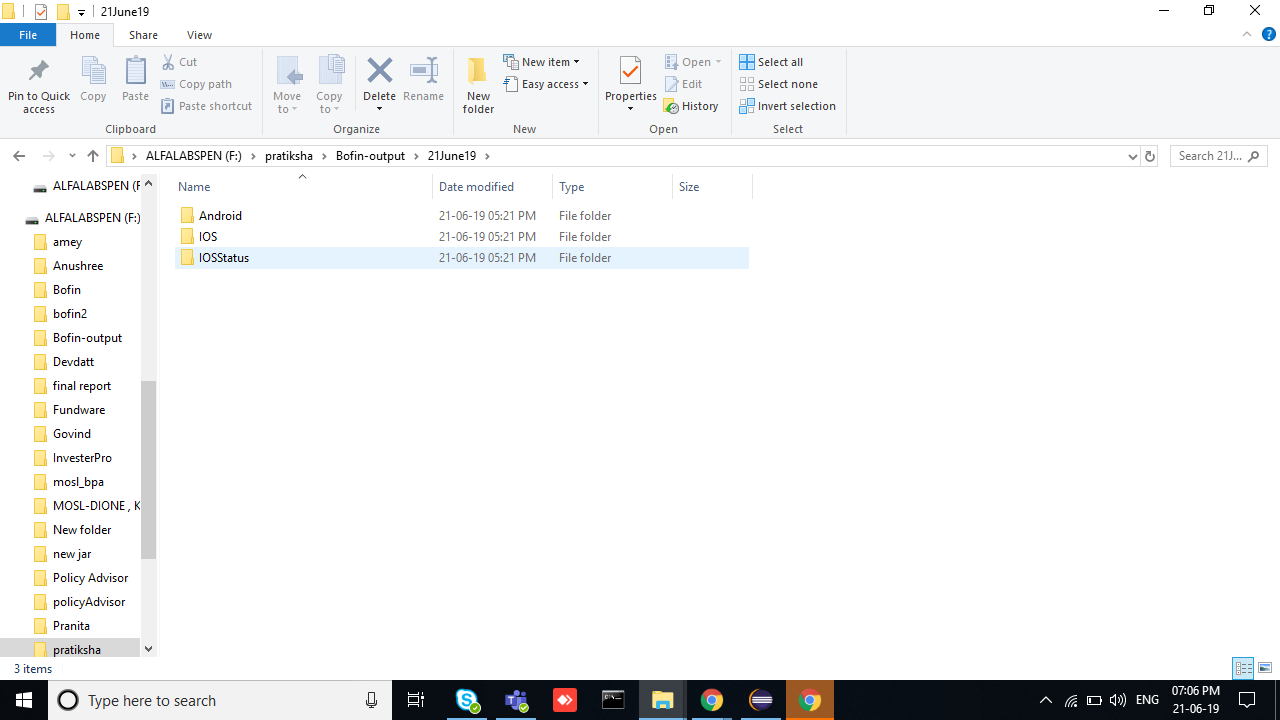 21June19
File Home Share View
Pin to Quick access
Copy
Paste
Cut
Copy path
Paste shortcut
Clipboard
Move to
Copy to
Delete
Rename
Organize
New folder
New item
Easy access
New
Properties
Open
Edit
History
Open
Select all
Select none
Invert selection
Select
ALFALABSPEN (F:) pratiksha Bofin-output 21June19
Search 21J...
Name Date modified Type Size
Android 21-06-19 05:21 PM File folder
IOS 21-06-19 05:21 PM File folder
IOSStatus 21-06-19 05:21 PM File folder
ALFALABSPEN (F
ALFALABSPEN (F:)
amey
Anushree
Bofin
bofin2
Bofin-output
Devdatt
final report
Fundware
Govind
InvesterPro
mosl_bpa
MOSL-DIONE , K
New folder
new jar
Policy Advisor
policyAdvisor
Pranita
pratiksha
3 items
Type here to search
ENG
07:06 PM
21-06-19